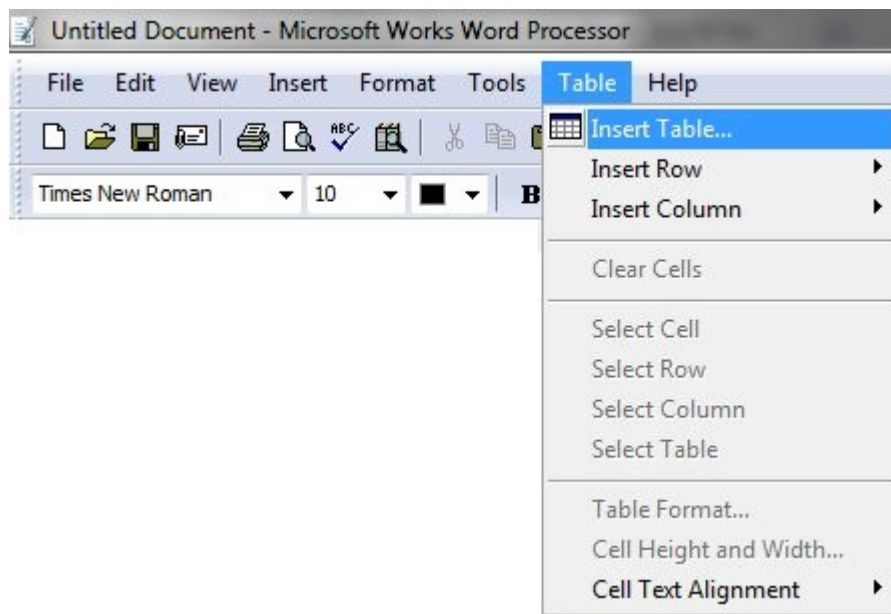 Untitled Document - Microsoft Works Word Processor
File Edit View Insert Format Tools Table Help
ABC
Times New Roman 10 B
Insert Table...
Insert Row
Insert Column
Clear Cells
Select Cell
Select Row
Select Column
Select Table
Table Format...
Cell Height and Width...
Cell Text Alignment